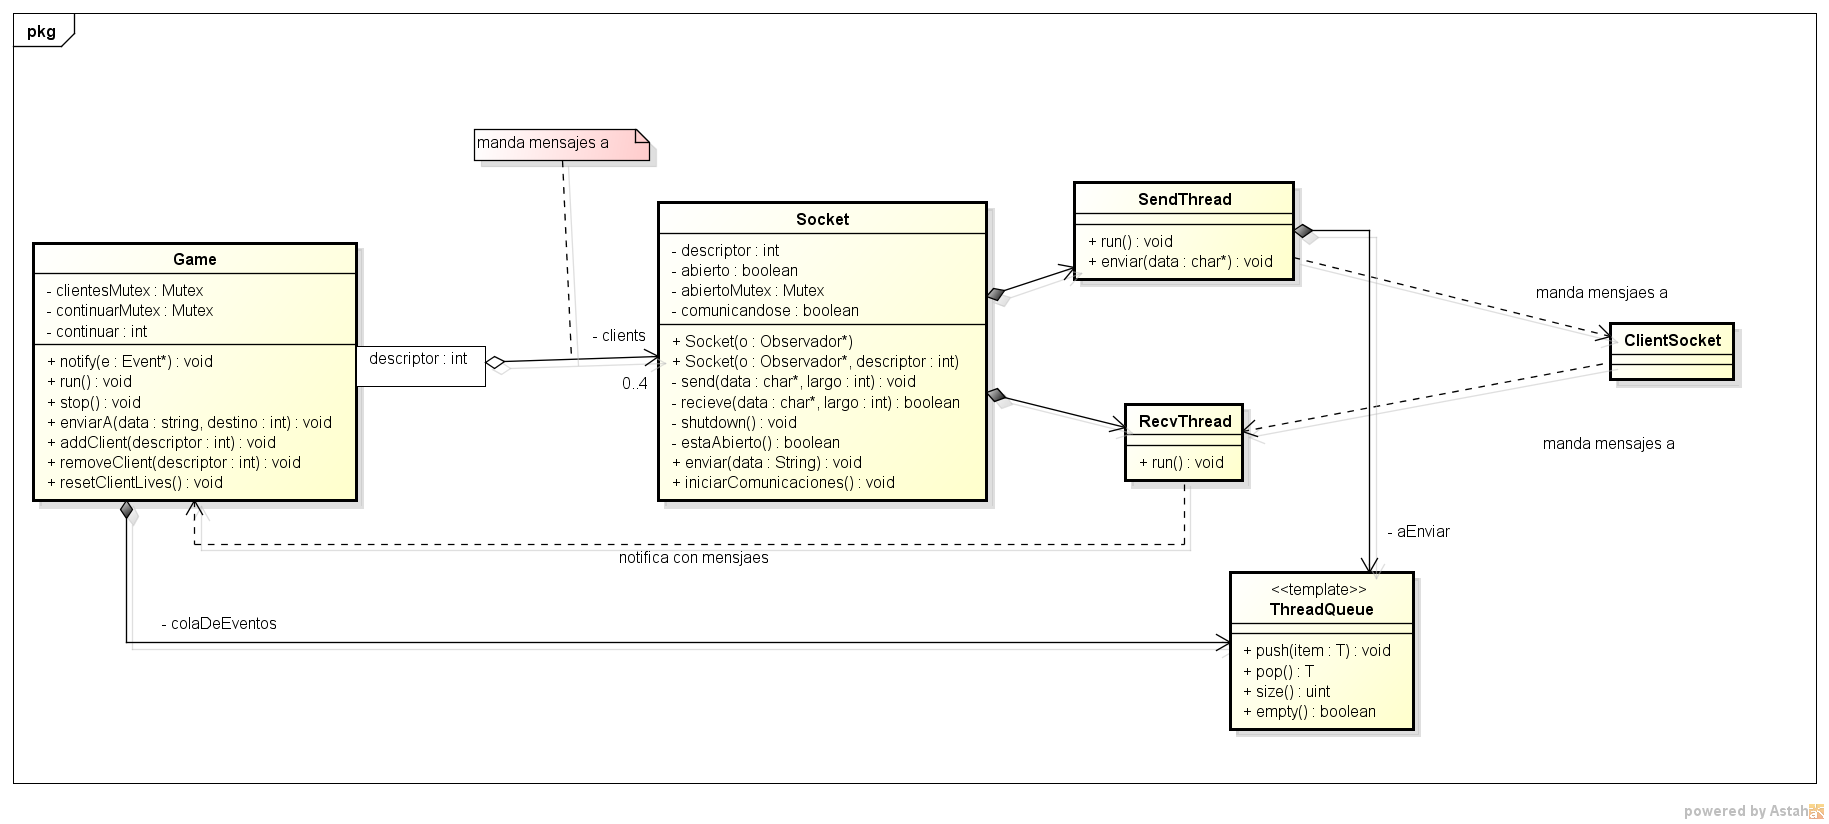 pkg
manda mensajes a
Game
- clientesMutex : Mutex
- continuarMutex : Mutex
- continuar : int
+ notify(e : Event*) : void
+ run() : void
+ stop() : void
+ enviarA(data : string, destino : int) : void
+ addClient(descriptor : int) : void
+ removeClient(descriptor : int) : void
+ resetClientLives() : void
descriptor : int
- clients
0..4
Socket
- descriptor : int
- abierto : boolean
- abiertoMutex : Mutex
- comunicandose : boolean
+ Socket(o : Observador*)
+ Socket(o : Observador*, descriptor : int)
- send(data : char*, largo : int) : void
- recieve(data : char*, largo : int) : boolean
- shutdown() : void
- estaAbierto() : boolean
+ enviar(data : String) : void
+ iniciarComunicaciones() : void
SendThread
+ run() : void
+ enviar(data : char*) : void
manda mensjaes a
ClientSocket
RecvThread
+ run() : void
manda mensajes a
notifica con mensjaes
- aEnviar
- colaDeEventos
<<template>>
ThreadQueue
+ push(item : T) : void
+ pop() : T
+ size() : uint
+ empty() : boolean
powered by Astah